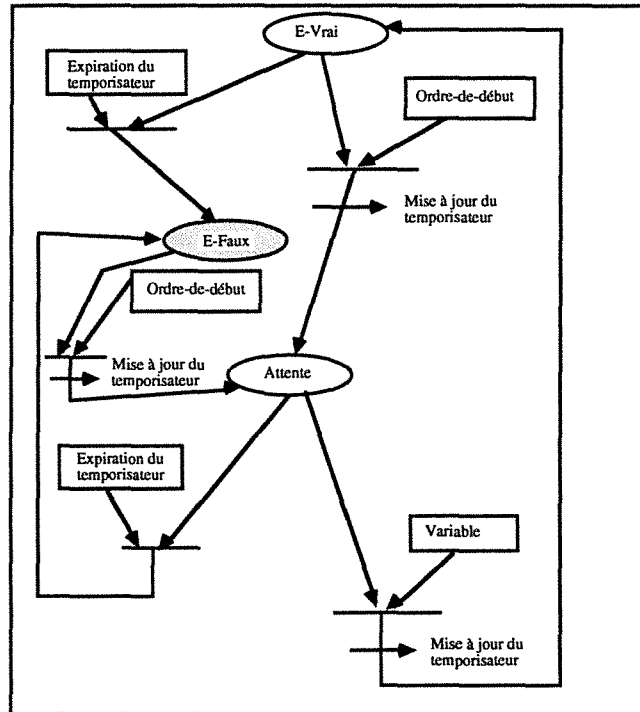 E-Vrai
Expiration du
temporisateur
Ordre-de-début
Mise à jour du
temporisateur
E-Faux
Ordre-de-début
Mise à jour du
temporisateur
Attente
Expiration du
temporisateur
Variable
Mise à jour du
temporisateur